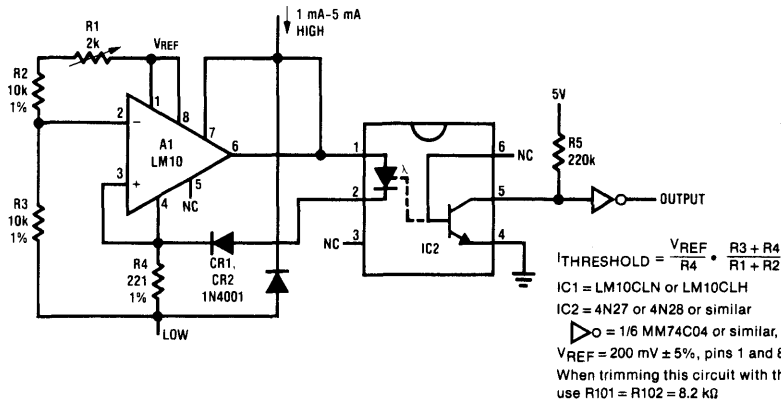 1 mA-5 mA
HIGH
R1
2k
VREF
R2
10k
1%
1
8
7
2
−
A1
LM10
6
3
+
5
NC
4
R3
10k
1%
R4
221
1%
CR1,
CR2
1N4001
LOW
1
2
NC
3
λ
6
NC
5
4
IC2
5V
R5
220k
OUTPUT
ITHRESHOLD = VREF/R4 • R3 + R4/R1 + R2
IC1 = LM10CLN or LM10CLH
IC2 = 4N27 or 4N28 or similar
= 1/6 MM74C04 or similar,
VREF = 200 mV ± 5%, pins 1 and
When trimming this circuit with
use R101 = R102 = 8.2 kΩ